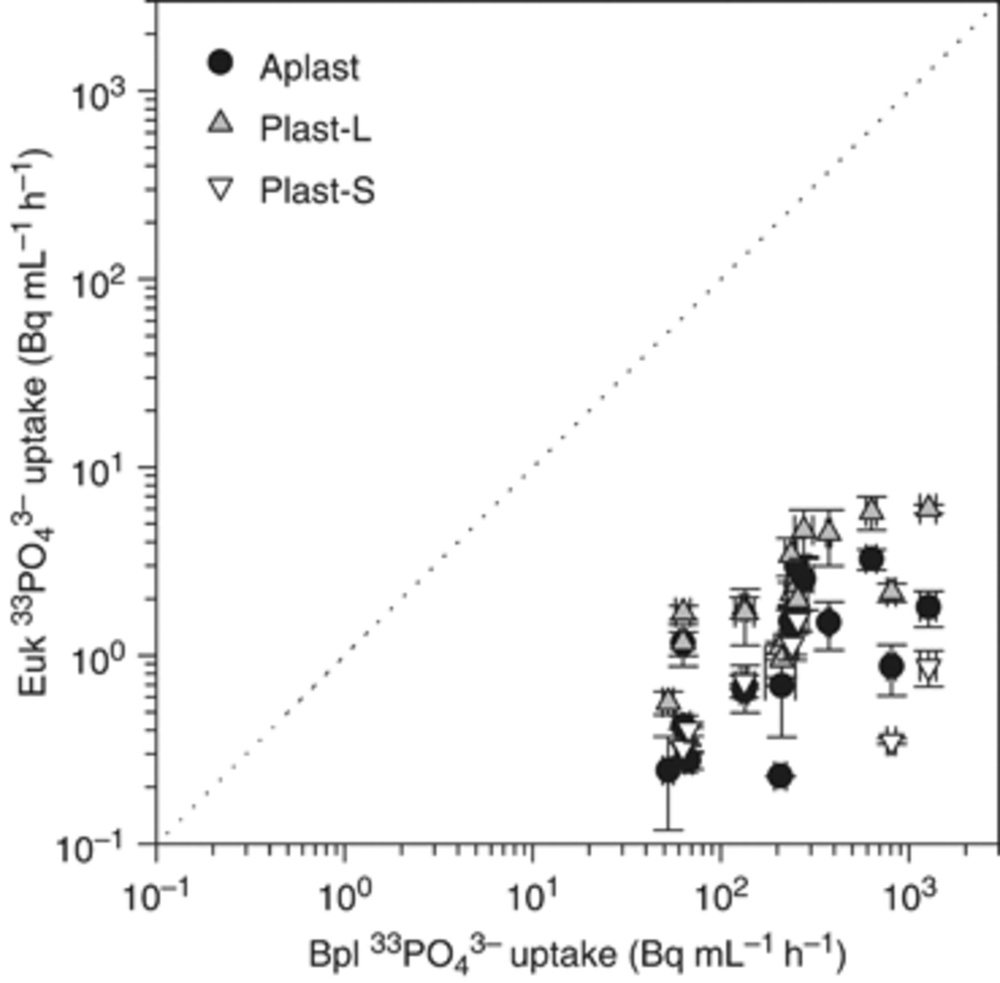 Aplast
Plast-L
Plast-S
10³
10²
10¹
10⁰
10⁻¹
Euk ³³PO₄³⁻ uptake (Bq mL⁻¹ h⁻¹)
10⁻¹ 10⁰ 10¹ 10² 10³
Bpl ³³PO₄³⁻ uptake (Bq mL⁻¹ h⁻¹)